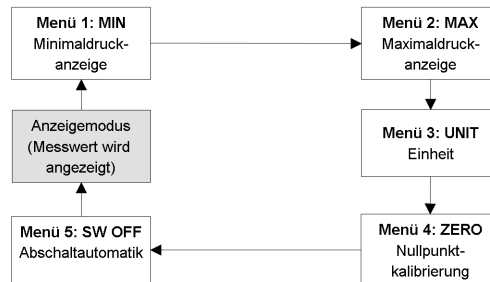 Menü 1: MIN
Minimaldruck-
anzeige
Menü 2: MAX
Maximaldruck-
anzeige
Anzeigemodus
(Messwert wird
angezeigt)
Menü 3: UNIT
Einheit
Menü 5: SW OFF
Abschaltautomatik
Menü 4: ZERO
Nullpunkt-
kalibrierung